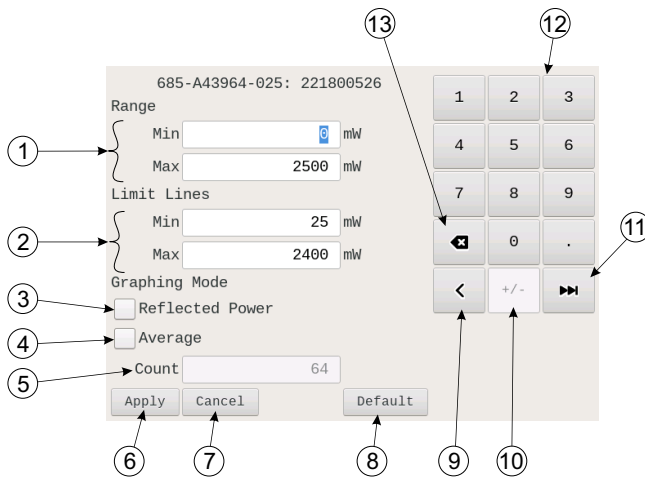 13
12
685-A43964-025: 221800526
Range
1
Min 0 mW
Max 2500 mW
Limit Lines
2
Min 25 mW
Max 2400 mW
Graphing Mode
3
Reflected Power
4
Average
5
Count 64
Apply Cancel Default
1 2 3
4 5 6
7 8 9
0 .
+/-
11
6 7 8 9 10